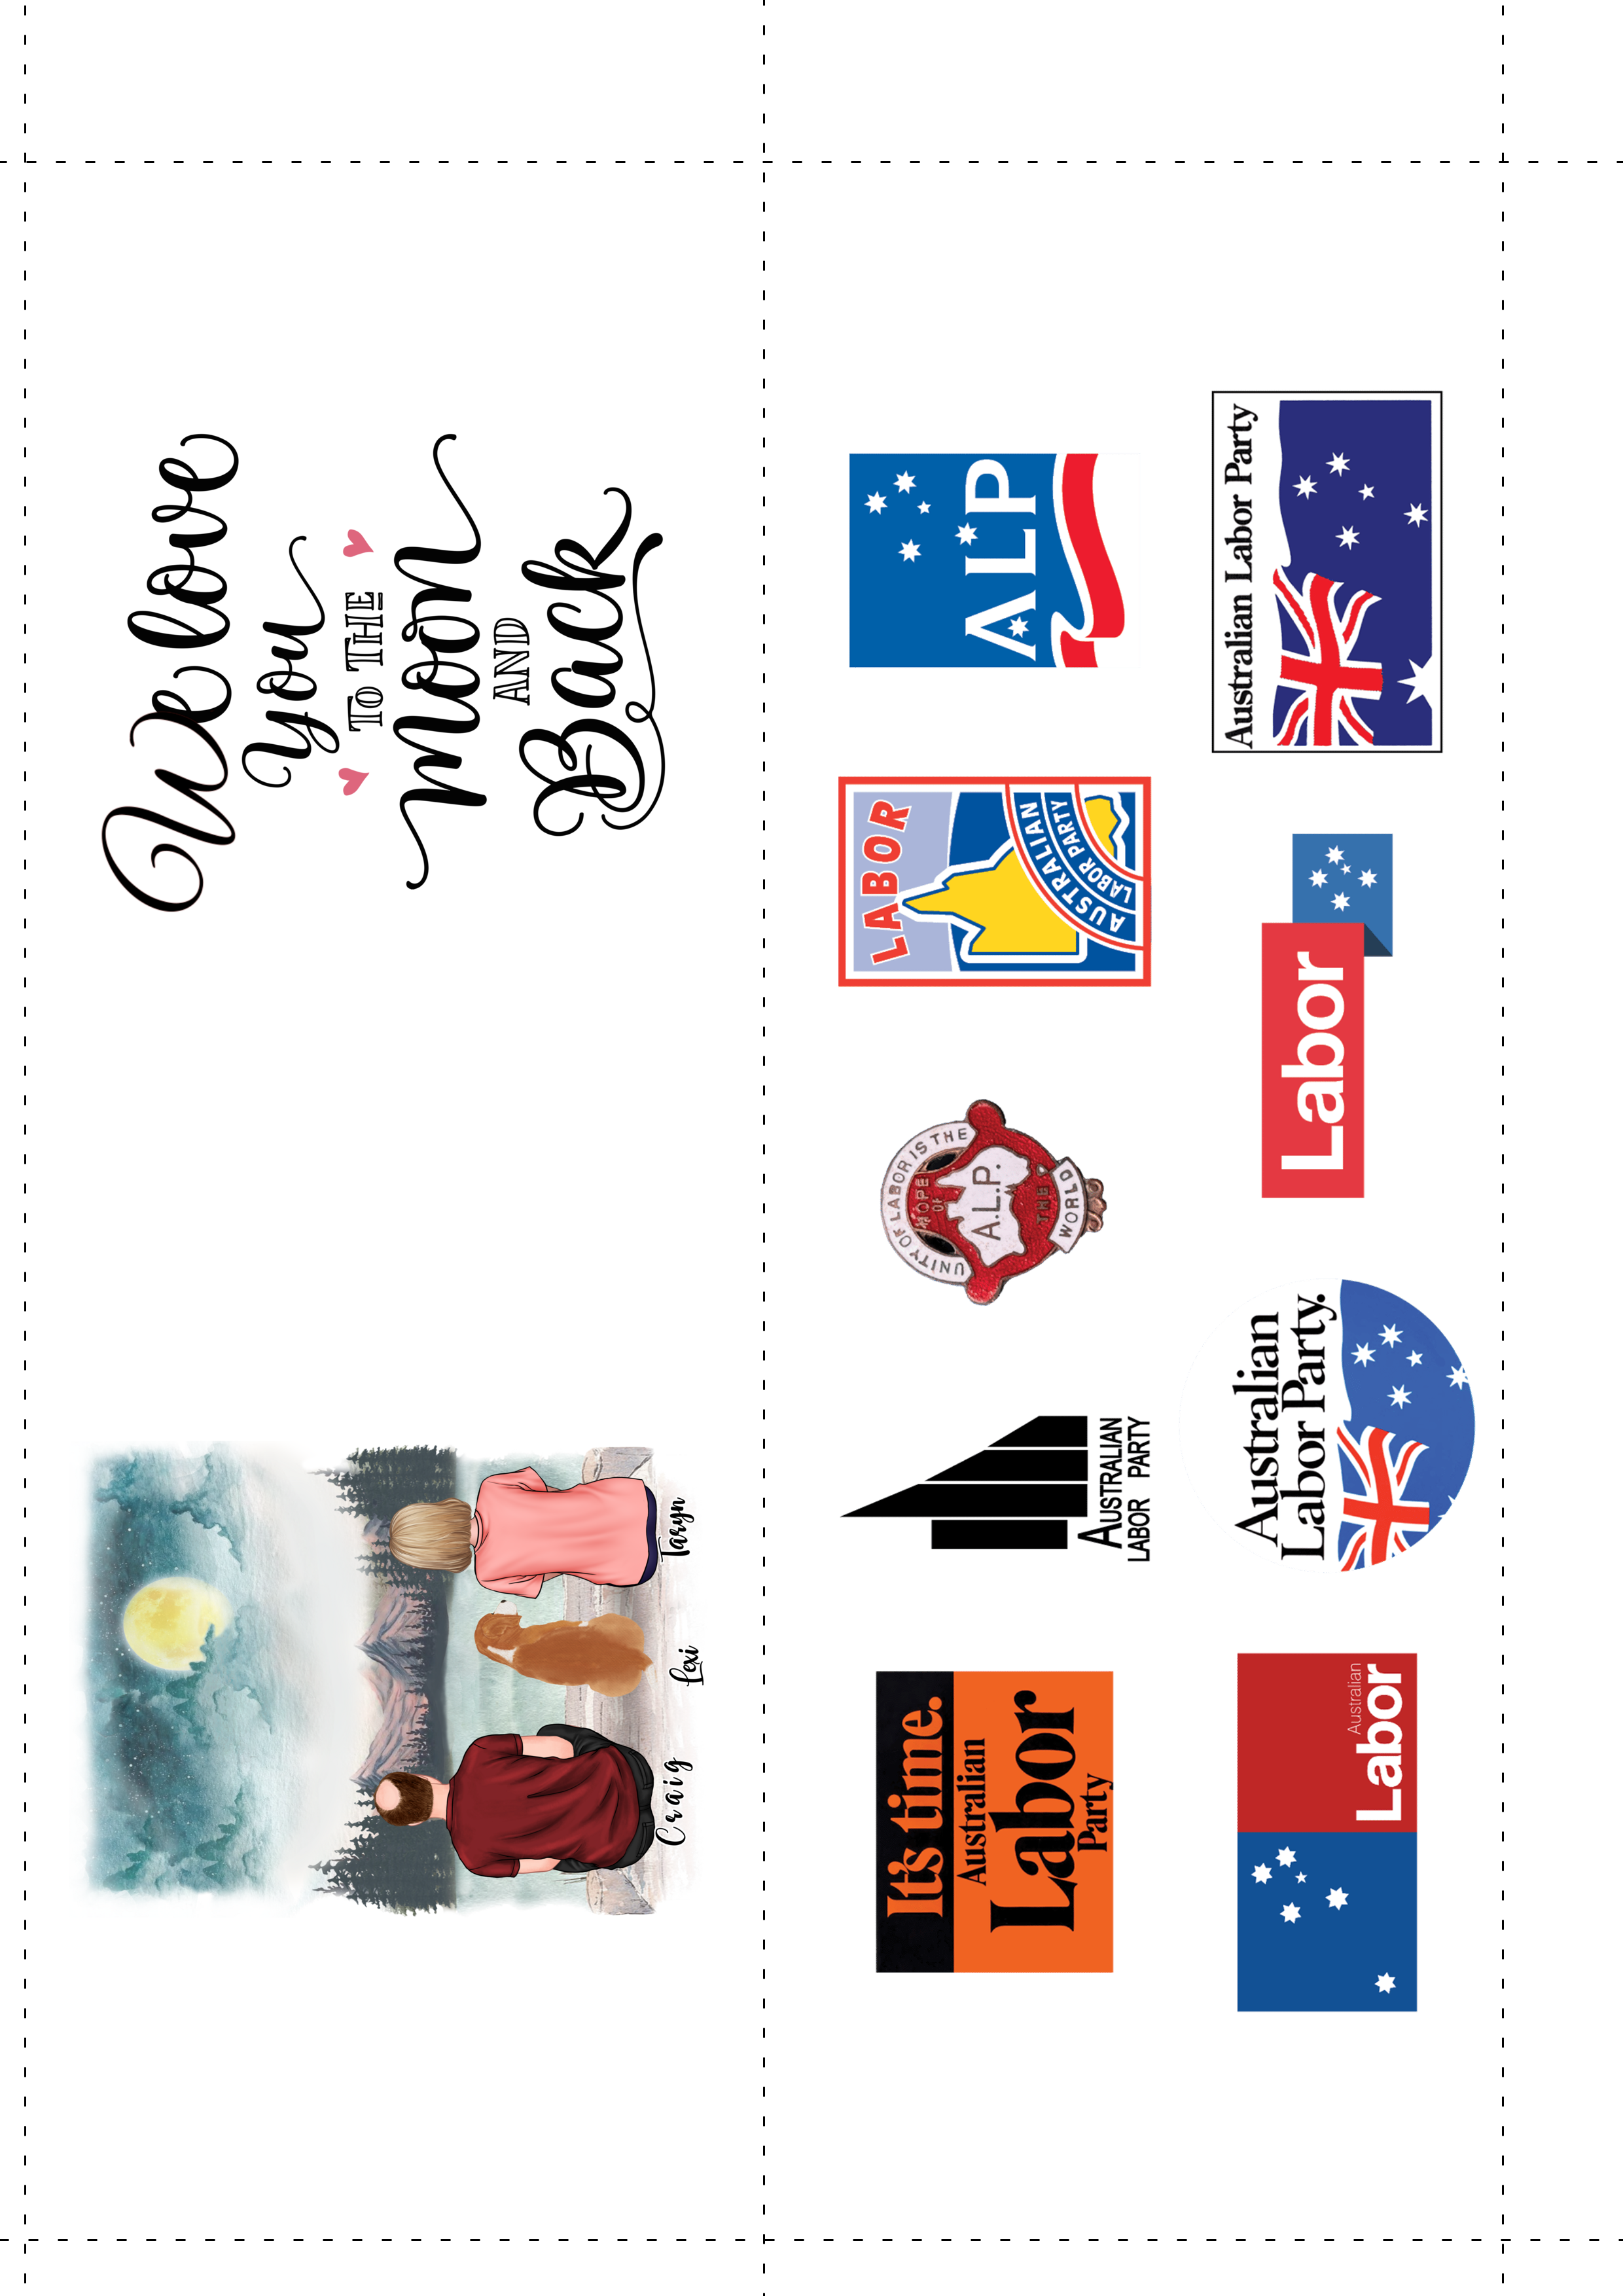 We love
You
To THE
Moon
AND
Back
Craig
Lexi
Taryn
It's time.
Australian
Labor
Party
AUSTRALIAN
LABOR PARTY
UNITY OF LABOR IS THE
HOPE
OF
A.L.P.
THE
WORLD
LABOR
AUSTRALIAN
LABOR PARTY
ALP
Australian
Labor
Australian
Labor Party.
Labor
Australian Labor Party